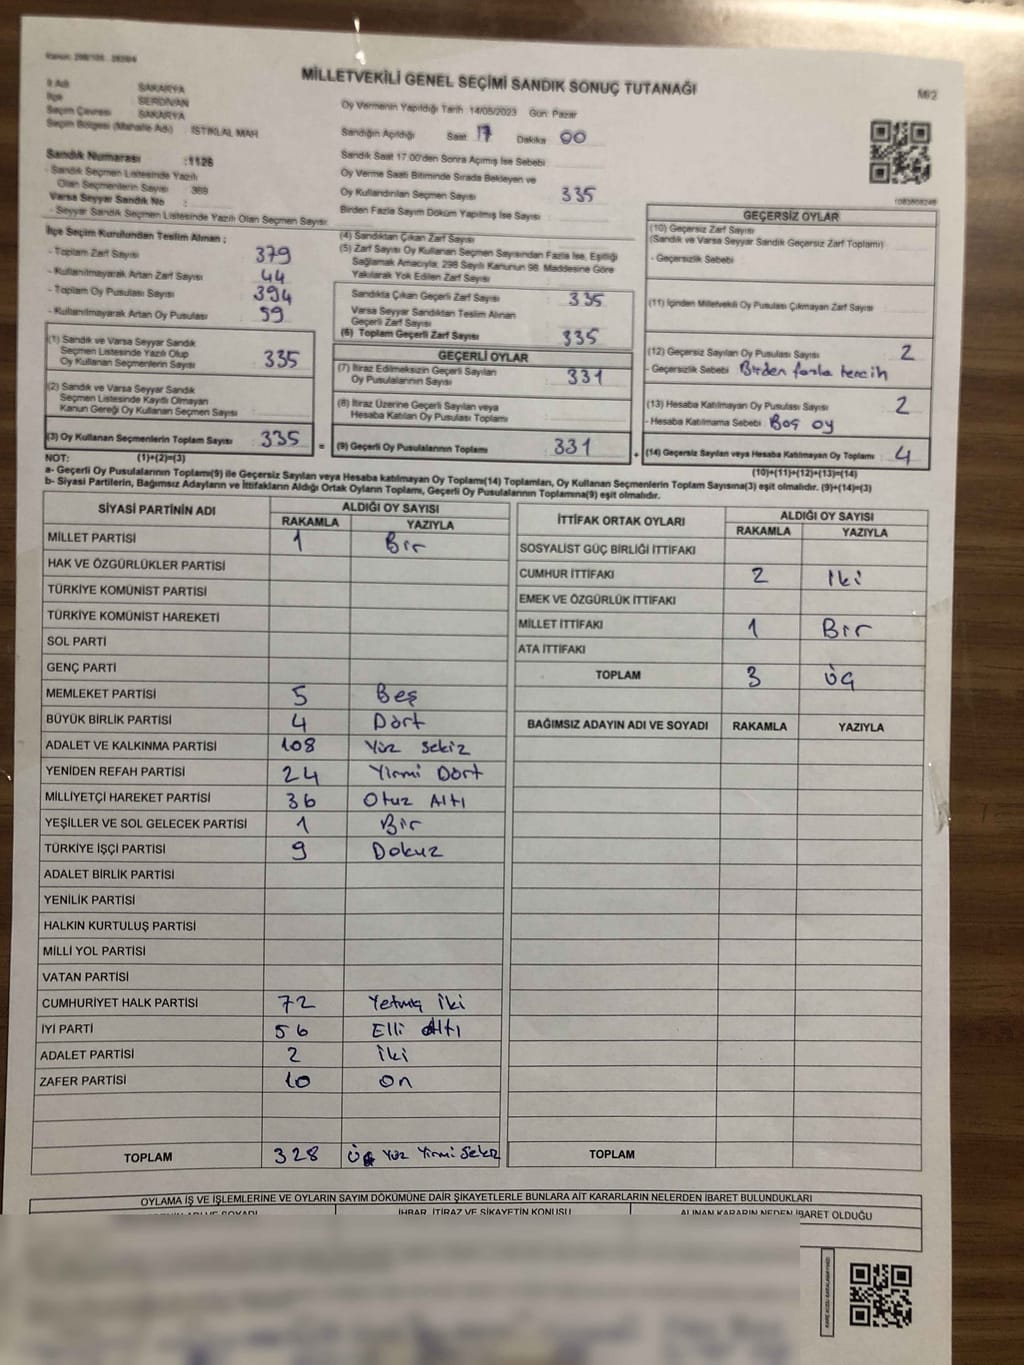 MİLLETVEKİLİ GENEL SEÇİMİ SANDIK SONUÇ TUTANAĞI
Mİ/2
İl Adı SAKARYA
İlçe SERDİVAN
Seçim Çevresi SAKARYA
Seçim Bölgesi (Mahalle Adı) : İSTİKLAL MAH
Oy Vermenin Yapıldığı Tarih 14/05/2023 Gün: Pazar
Sandığın Açıldığı Saat 17 Dakika 00
Sandık Saat 17:00'den Sonra Açımış İse Sebebi
Oy Verme Saati Bitiminde Sırada Bekleyen ve
Oy Kullandırılan Seçmen Sayısı 335
Birden Fazla Sayım Döküm Yapılmış İse Sayısı
Sandık Numarası :1126
- Sandık Seçmen Listesinde Yazılı
Olan Seçmenlerin Sayısı : 369
Varsa Seyyar Sandık No :
- Seyyar Sandık Seçmen Listesinde Yazılı Olan Seçmen Sayısı
İlçe Seçim Kurulundan Teslim Alınan ;
- Toplam Zarf Sayısı 379
- Kullanılmayarak Artan Zarf Sayısı 44
- Toplam Oy Pusulası Sayısı 394
- Kullanılmayarak Artan Oy Pusulası 59
(1) Sandık ve Varsa Seyyar Sandık
Seçmen Listesinde Yazılı Olup
Oy Kullanan Seçmenlerin Sayısı 335
(2) Sandık ve Varsa Seyyar Sandık
Seçmen Listesinde Kayıtlı Olmayan
Kanun Gereği Oy Kullanan Seçmen Sayısı
(3) Oy Kullanan Seçmenlerin Toplam Sayısı 335 =
(4) Sandıktan Çıkan Zarf Sayısı
(5) Zarf Sayısı Oy Kullanan Seçmen Sayısından Fazla İse, Eşitliği
Sağlamak Amacıyla, 298 Sayılı Kanunun 98. Maddesine Göre
Yakılarak Yok Edilen Zarf Sayısı
Sandıkta Çıkan Geçerli Zarf Sayısı 335
Varsa Seyyar Sandıktan Teslim Alınan
Geçerli Zarf Sayısı
(6) Toplam Geçerli Zarf Sayısı 335
GEÇERLİ OYLAR
(7) İtiraz Edilmeksizin Geçerli Sayılan
Oy Pusulalarının Sayısı 331
(8) İtiraz Üzerine Geçerli Sayılan veya
Hesaba Katılan Oy Pusulası Toplamı
(9) Geçerli Oy Pusulalarının Toplamı 331 +
GEÇERSİZ OYLAR
(10) Geçersiz Zarf Sayısı
(Sandık ve Varsa Seyyar Sandık Geçersiz Zarf Toplamı)
- Geçersizlik Sebebi
(11) İçinden Milletvekili Oy Pusulası Çıkmayan Zarf Sayısı
(12) Geçersiz Sayılan Oy Pusulası Sayısı 2
- Geçersizlik Sebebi Birden fazla tercih
(13) Hesaba Katılmayan Oy Pusulası Sayısı 2
- Hesaba Katılmama Sebebi Boş oy
(14) Geçersiz Sayılan veya Hesaba Katılmayan Oy Toplamı 4
NOT: (1)+(2)=(3)
(10)+(11)+(12)+(13)=(14)
a- Geçerli Oy Pusulalarının Toplamı(9) ile Geçersiz Sayılan veya Hesaba katılmayan Oy Toplamı(14) Toplamları, Oy Kullanan Seçmenlerin Toplam Sayısına(3) eşit olmalıdır. (9)+(14)=(3)
b- Siyasi Partilerin, Bağımsız Adayların ve İttifakların Aldığı Ortak Oyların Toplamı, Geçerli Oy Pusulalarının Toplamına(9) eşit olmalıdır.
SİYASİ PARTİNİN ADI ALDIĞI OY SAYISI
RAKAMLA YAZIYLA
MİLLET PARTİSİ 1 Bir
HAK VE ÖZGÜRLÜKLER PARTİSİ
TÜRKİYE KOMÜNİST PARTİSİ
TÜRKİYE KOMÜNİST HAREKETİ
SOL PARTİ
GENÇ PARTİ
MEMLEKET PARTİSİ 5 Beş
BÜYÜK BİRLİK PARTİSİ 4 Dört
ADALET VE KALKINMA PARTİSİ 108 Yüz sekiz
YENİDEN REFAH PARTİSİ 24 Yirmi Dört
MİLLİYETÇİ HAREKET PARTİSİ 36 Otuz Altı
YEŞİLLER VE SOL GELECEK PARTİSİ 1 Bir
TÜRKİYE İŞÇİ PARTİSİ 9 Dokuz
ADALET BİRLİK PARTİSİ
YENİLİK PARTİSİ
HALKIN KURTULUŞ PARTİSİ
MİLLİ YOL PARTİSİ
VATAN PARTİSİ
CUMHURİYET HALK PARTİSİ 72 Yetmiş iki
İYİ PARTİ 56 Elli Altı
ADALET PARTİSİ 2 iki
ZAFER PARTİSİ 10 on
TOPLAM 328 Üç Yüz Yirmi Sekiz
İTTİFAK ORTAK OYLARI ALDIĞI OY SAYISI
RAKAMLA YAZIYLA
SOSYALİST GÜÇ BİRLİĞİ İTTİFAKI
CUMHUR İTTİFAKI 2 İki
EMEK VE ÖZGÜRLÜK İTTİFAKI
MİLLET İTTİFAKI 1 Bir
ATA İTTİFAKI
TOPLAM 3 Üç
BAĞIMSIZ ADAYIN ADI VE SOYADI RAKAMLA YAZIYLA
TOPLAM
OYLAMA İŞ VE İŞLEMLERİNE VE OYLARIN SAYIM DÖKÜMÜNE DAİR ŞİKAYETLERLE BUNLARA AİT KARARLARIN NELERDEN İBARET BULUNDUKLARI
İHBAR, İTİRAZ VE ŞİKAYETİN KONUSU ALINAN KARARIN NEDEN İBARET OLDUĞU